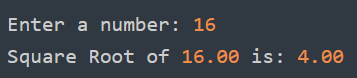 Enter a number: 16
Square Root of 16.00 is: 4.00